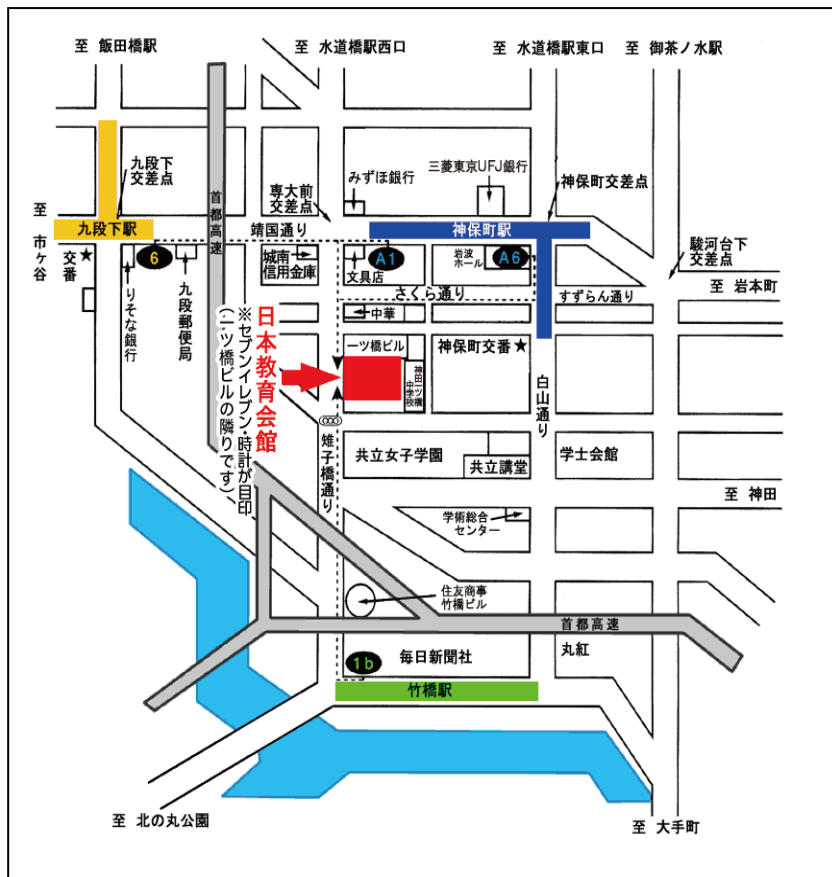 至 飯田橋駅
至 水道橋駅西口
至 水道橋駅東口
至 御茶ノ水駅
九段下
交差点
首都高速
専大前
交差点
みずほ銀行
三菱東京UFJ銀行
神保町交差点
至 市ヶ谷
九段下駅
靖国通り
神保町駅
駿河台下
交差点
交番★
6
城南
信用金庫
A1
文具店
岩波
ホール
A6
りそな銀行
九段郵便局
さくら通り
すずらん通り
至 岩本町
中華
日本教育会館
※セブンイレブン・時計が目印
(一ツ橋ビルの隣りです)
一ツ橋ビル
神保町交番★
神田一ツ橋
中学校
白山通り
雉子橋通り
共立女子学園
共立講堂
学士会館
至 神田
学術総合
センター
住友商事
竹橋ビル
首都高速
1b
毎日新聞社
丸紅
竹橋駅
至 北の丸公園
至 大手町